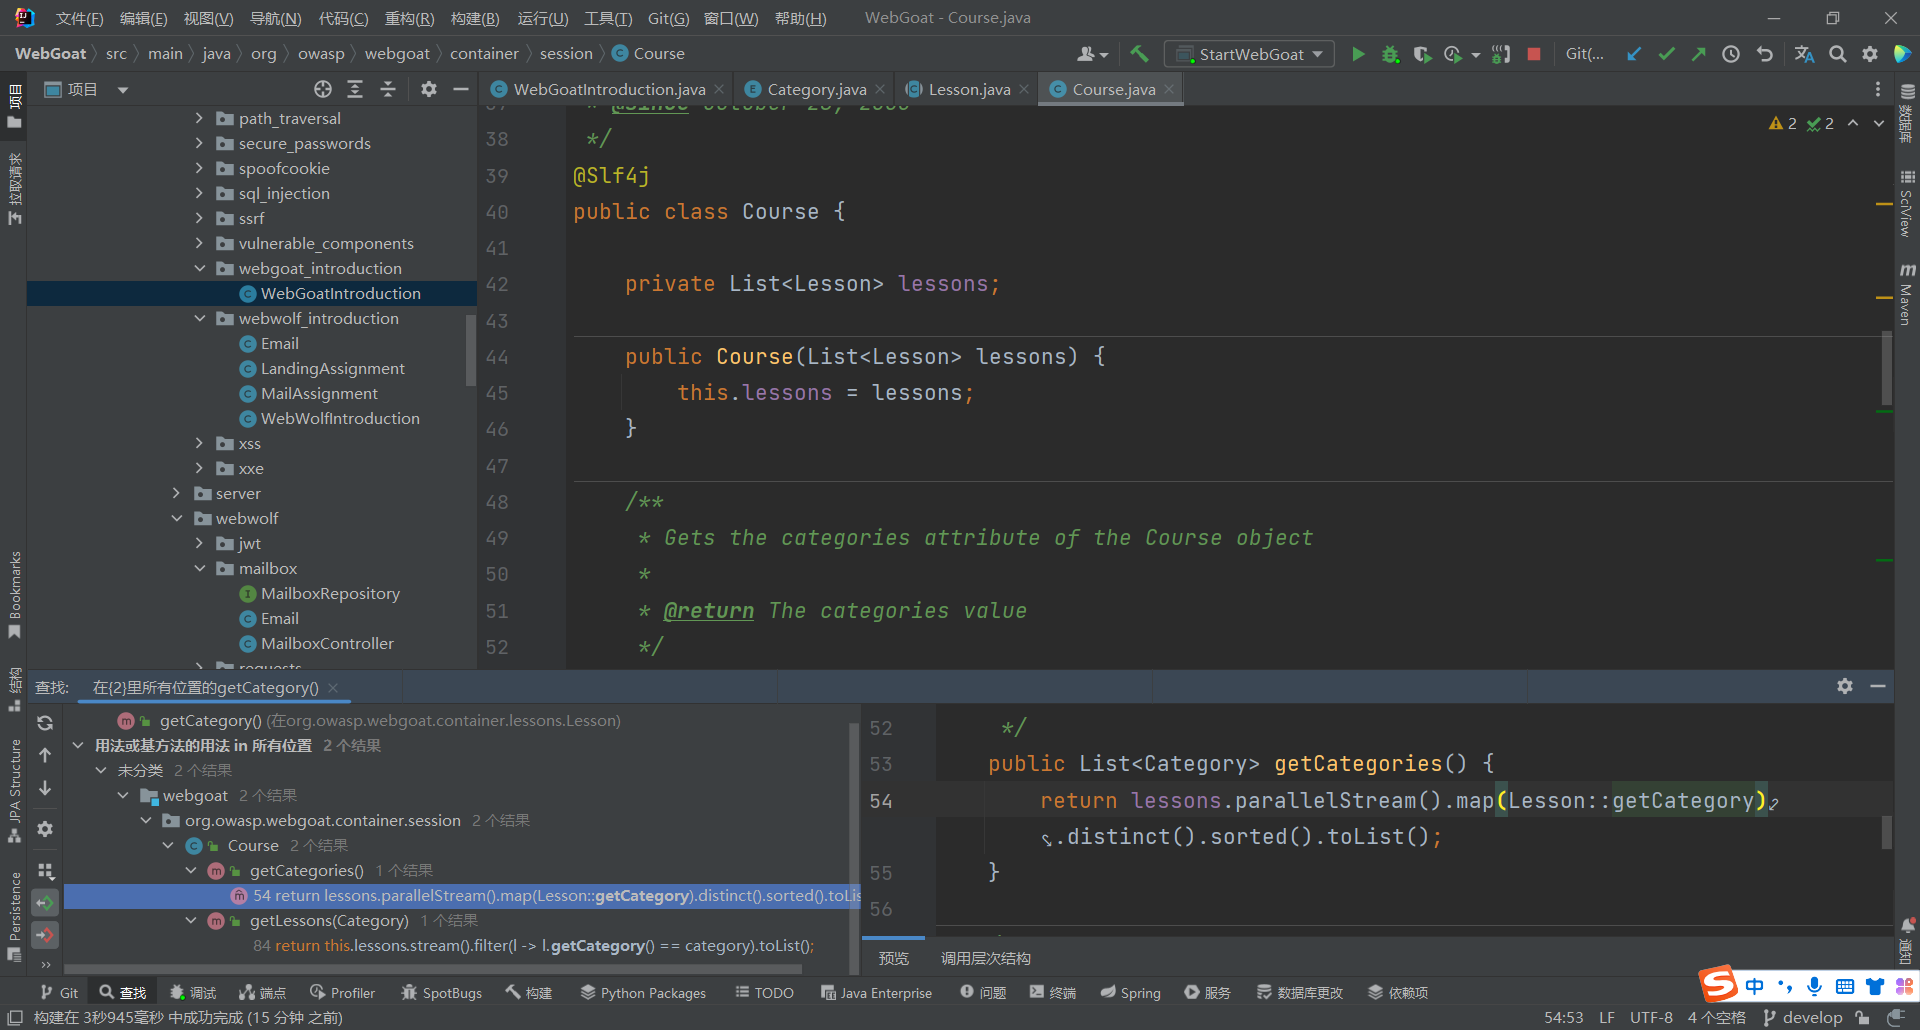 文件(F) 编辑(E) 视图(V) 导航(N) 代码(C) 重构(R) 构建(B) 运行(U) 工具(T) Git(G) 窗口(W) 帮助(H) WebGoat - Course.java
WebGoat src main java org owasp webgoat container session Course StartWebGoat Git(...
项目
WebGoatIntroduction.java Category.java Lesson.java Course.java
项目
拉取请求
Bookmarks
结构
JPA Structure
Persistence
path_traversal
secure_passwords
spoofcookie
sql_injection
ssrf
vulnerable_components
webgoat_introduction
WebGoatIntroduction
webwolf_introduction
Email
LandingAssignment
MailAssignment
WebWolfIntroduction
xss
xxe
server
webwolf
jwt
mailbox
MailboxRepository
Email
MailboxController
requests
2 2
38 */
39 @Slf4j
40 public class Course {
41
42 private List<Lesson> lessons;
43
44 public Course(List<Lesson> lessons) {
45 this.lessons = lessons;
46 }
47
48 /**
49 * Gets the categories attribute of the Course object
50 *
51 * @return The categories value
52 */
数据库
SciView
Maven
通知
查找: 在{2}里所有位置的getCategory()
getCategory() (在org.owasp.webgoat.container.lessons.Lesson)
用法或基方法的用法 in 所有位置 2 个结果
未分类 2 个结果
webgoat 2 个结果
org.owasp.webgoat.container.session 2 个结果
Course 2 个结果
getCategories() 1 个结果
54 return lessons.parallelStream().map(Lesson::getCategory).distinct().sorted().toLis
getLessons(Category) 1 个结果
84 return this.lessons.stream().filter(l -> l.getCategory() == category).toList();
52 */
53 public List<Category> getCategories() {
54 return lessons.parallelStream().map(Lesson::getCategory)
.distinct().sorted().toList();
55 }
56
预览 调用层次结构
Git 查找 调试 端点 Profiler SpotBugs 构建 Python Packages TODO Java Enterprise 问题 终端 Spring 服务 数据库更改 依赖项
中
构建在 3秒945毫秒 中成功完成 (15 分钟 之前) 54:53 LF UTF-8 4 个空格 develop